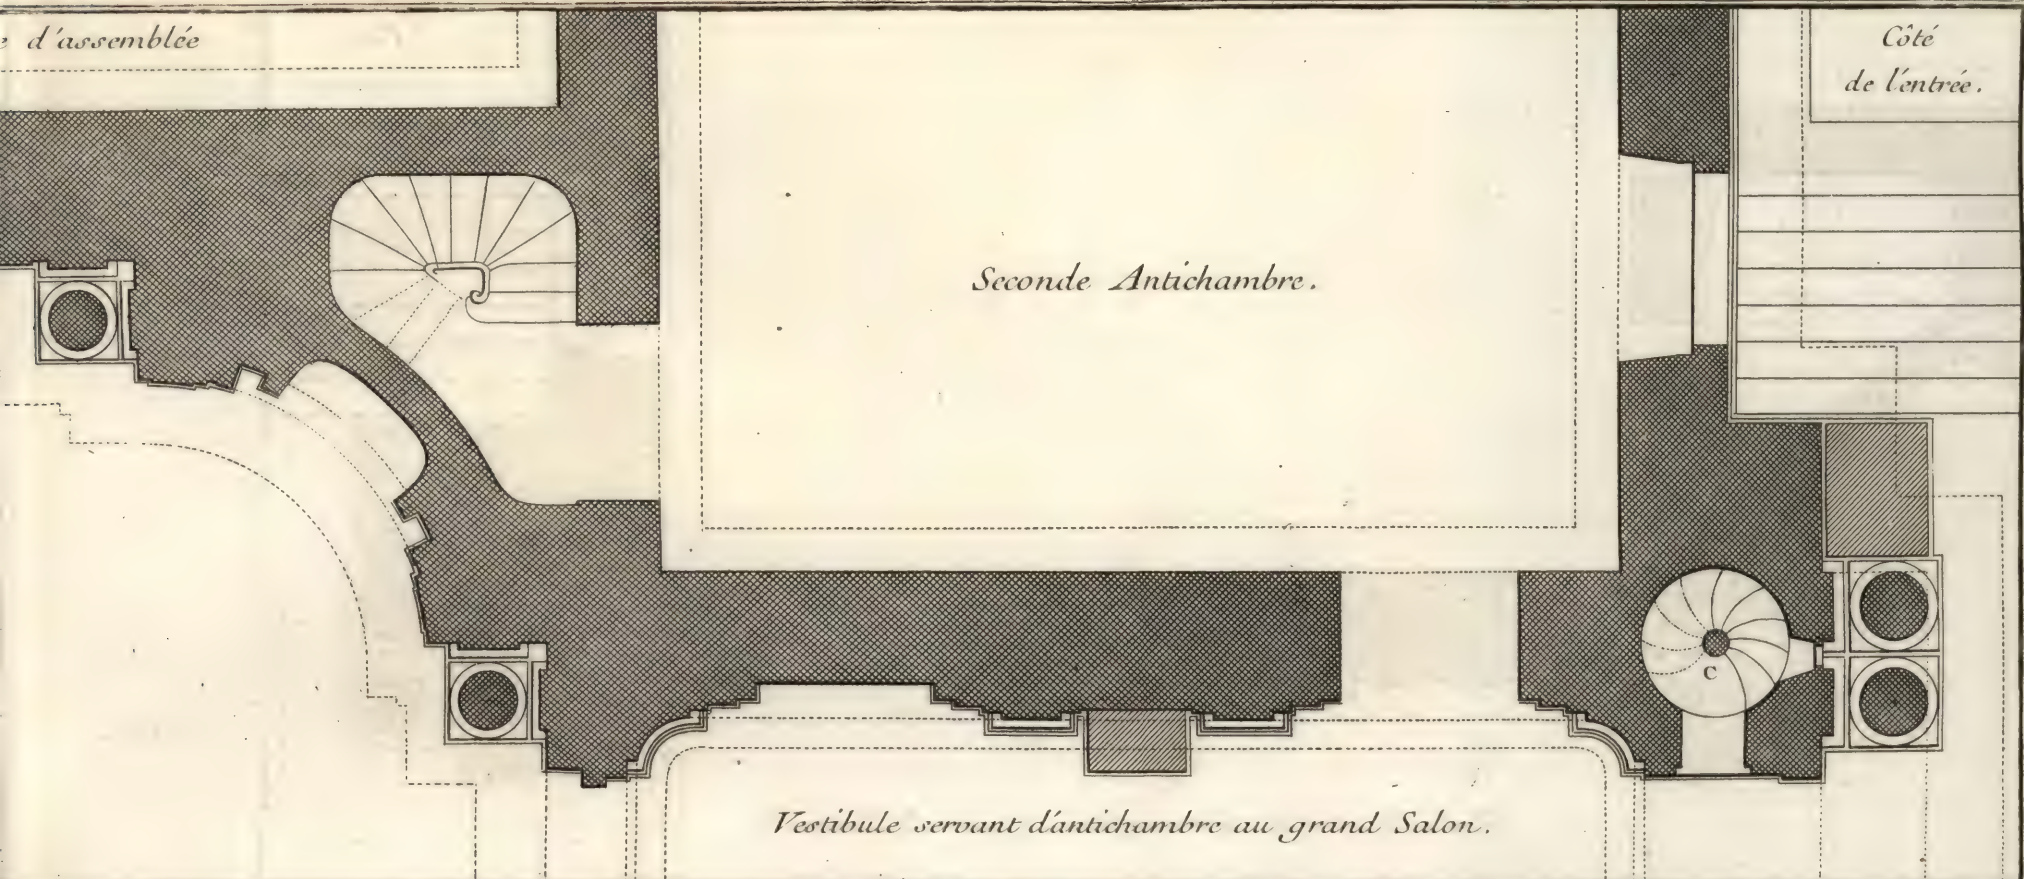 d'assemblée
Côté
de l'entrée.
Seconde Antichambre.
C
Vestibule servant d'antichambre au grand Salon.